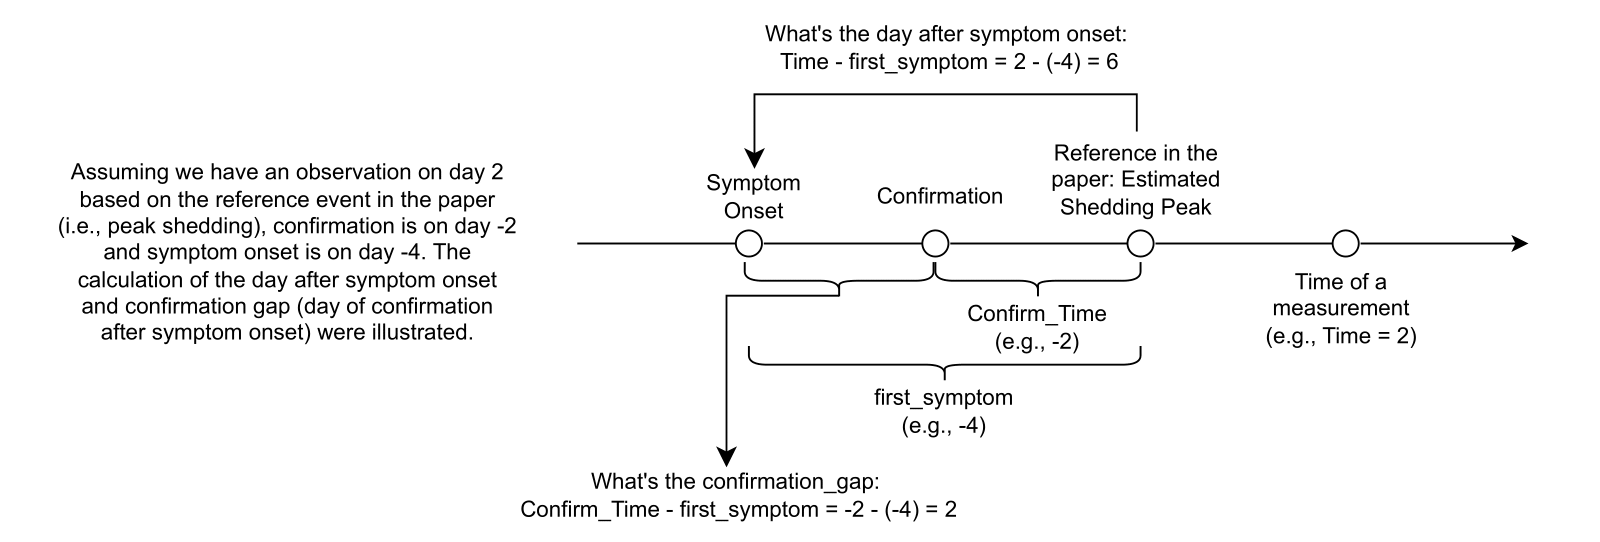 What's the day after symptom onset:
Time - first_symptom = 2 - (-4) = 6
Assuming we have an observation on day 2
based on the reference event in the paper
(i.e., peak shedding), confirmation is on day -2
and symptom onset is on day -4. The
calculation of the day after symptom onset
and confirmation gap (day of confirmation
after symptom onset) were illustrated.
Symptom
Onset
Confirmation
Reference in the
paper: Estimated
Shedding Peak
Time of a
measurement
(e.g., Time = 2)
Confirm_Time
(e.g., -2)
first_symptom
(e.g., -4)
What's the confirmation_gap:
Confirm_Time - first_symptom = -2 - (-4) = 2